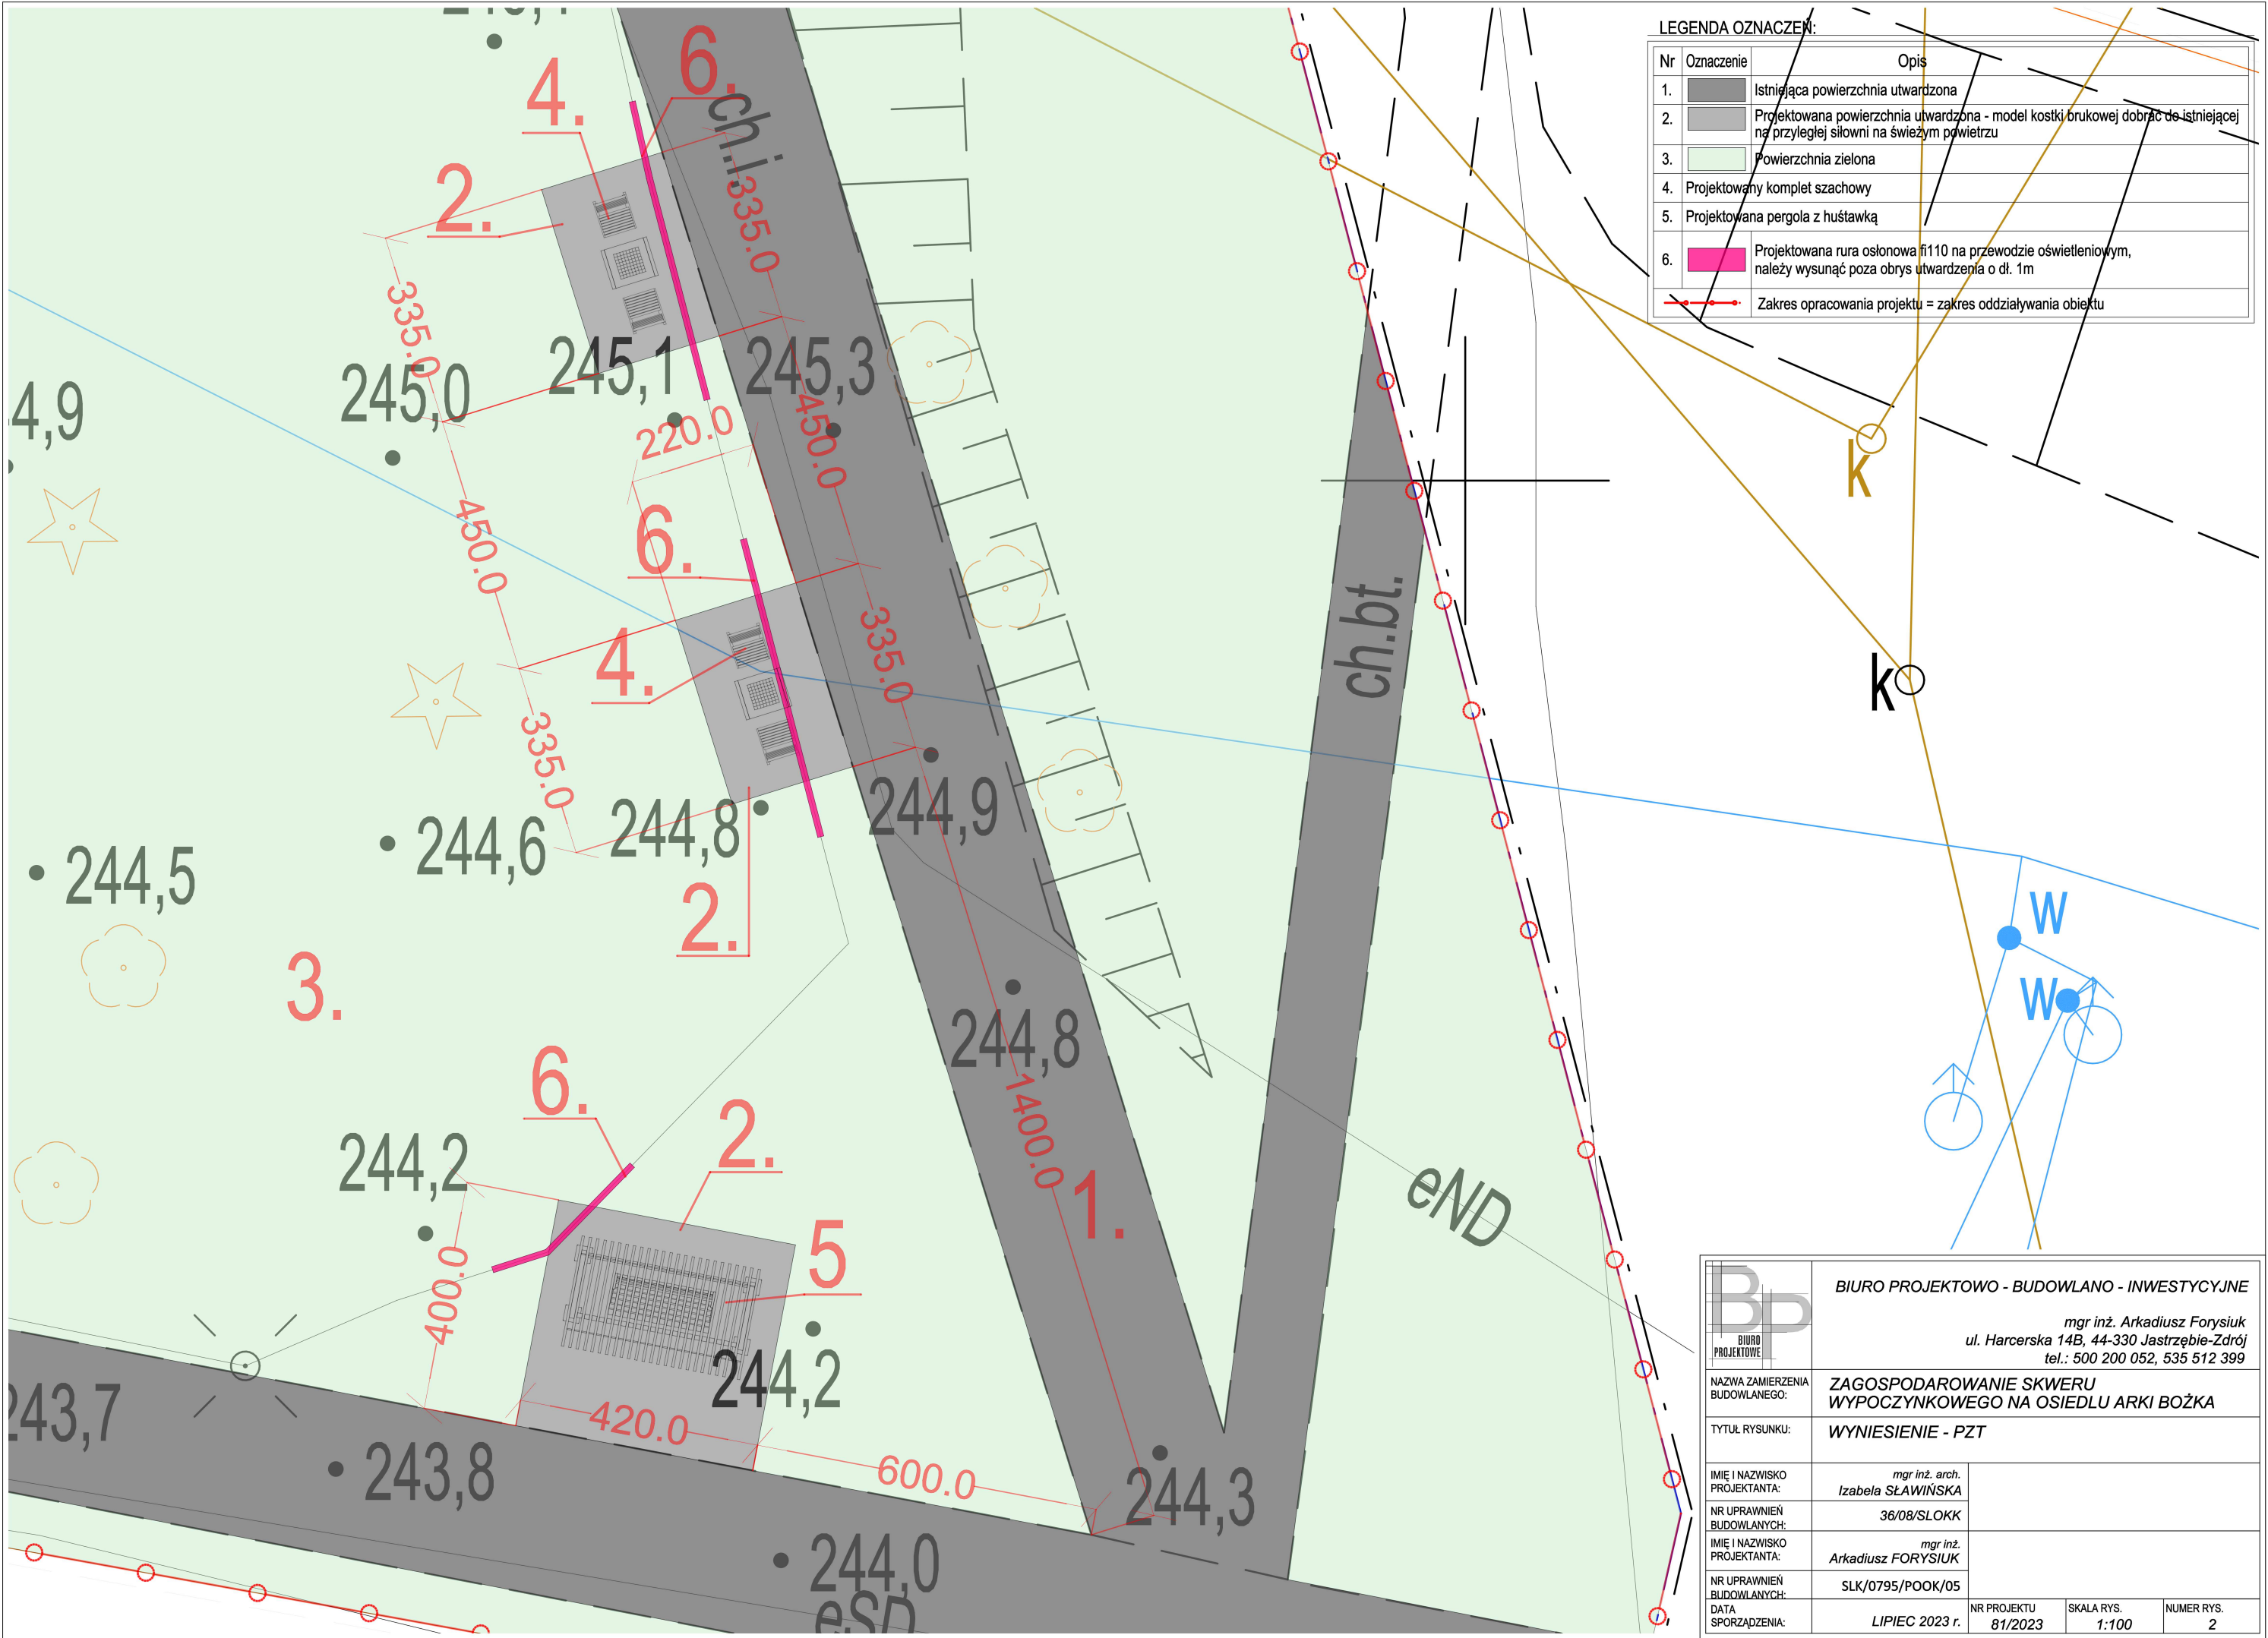 LEGENDA OZNACZEŃ:
Nr Oznaczenie Opis
1. Istniejąca powierzchnia utwardzona
2. Projektowana powierzchnia utwardzona - model kostki brukowej dobrać do istniejącej
na przyległej siłowni na świeżym powietrzu
3. Powierzchnia zielona
4. Projektowany komplet szachowy
5. Projektowana pergola z huśtawką
6. Projektowana rura osłonowa fi110 na przewodzie oświetleniowym,
należy wysunąć poza obrys utwardzenia o dł. 1m
Zakres opracowania projektu = zakres oddziaływania obiektu
6.
4.
ch.i.
2.
335.0
335.0
245,0
245,1
245,3
4,9
450.0
220.0
k
450.0
6.
ch.bt.
335.0
4.
k
335.0
244,9
244,6
244,8
244,5
2.
W
3.
W
244,8
6.
1400.0
2.
244,2
1.
eND
5
400.0
244,2
243,7
420.0
243,8
600.0
244,3
244,0
eSD
BIURO
PROJEKTOWE
BIURO PROJEKTOWO - BUDOWLANO - INWESTYCYJNE
mgr inż. Arkadiusz Forysiuk
ul. Harcerska 14B, 44-330 Jastrzębie-Zdrój
tel.: 500 200 052, 535 512 399
NAZWA ZAMIERZENIA
BUDOWLANEGO:
ZAGOSPODAROWANIE SKWERU
WYPOCZYNKOWEGO NA OSIEDLU ARKI BOŻKA
TYTUŁ RYSUNKU: WYNIESIENIE - PZT
IMIĘ I NAZWISKO
PROJEKTANTA:
mgr inż. arch.
Izabela SŁAWIŃSKA
NR UPRAWNIEŃ
BUDOWLANYCH:
36/08/SLOKK
IMIĘ I NAZWISKO
PROJEKTANTA:
mgr inż.
Arkadiusz FORYSIUK
NR UPRAWNIEŃ
BUDOWLANYCH:
SLK/0795/POOK/05
DATA
SPORZĄDZENIA:
LIPIEC 2023 r.
NR PROJEKTU
81/2023
SKALA RYS.
1:100
NUMER RYS.
2